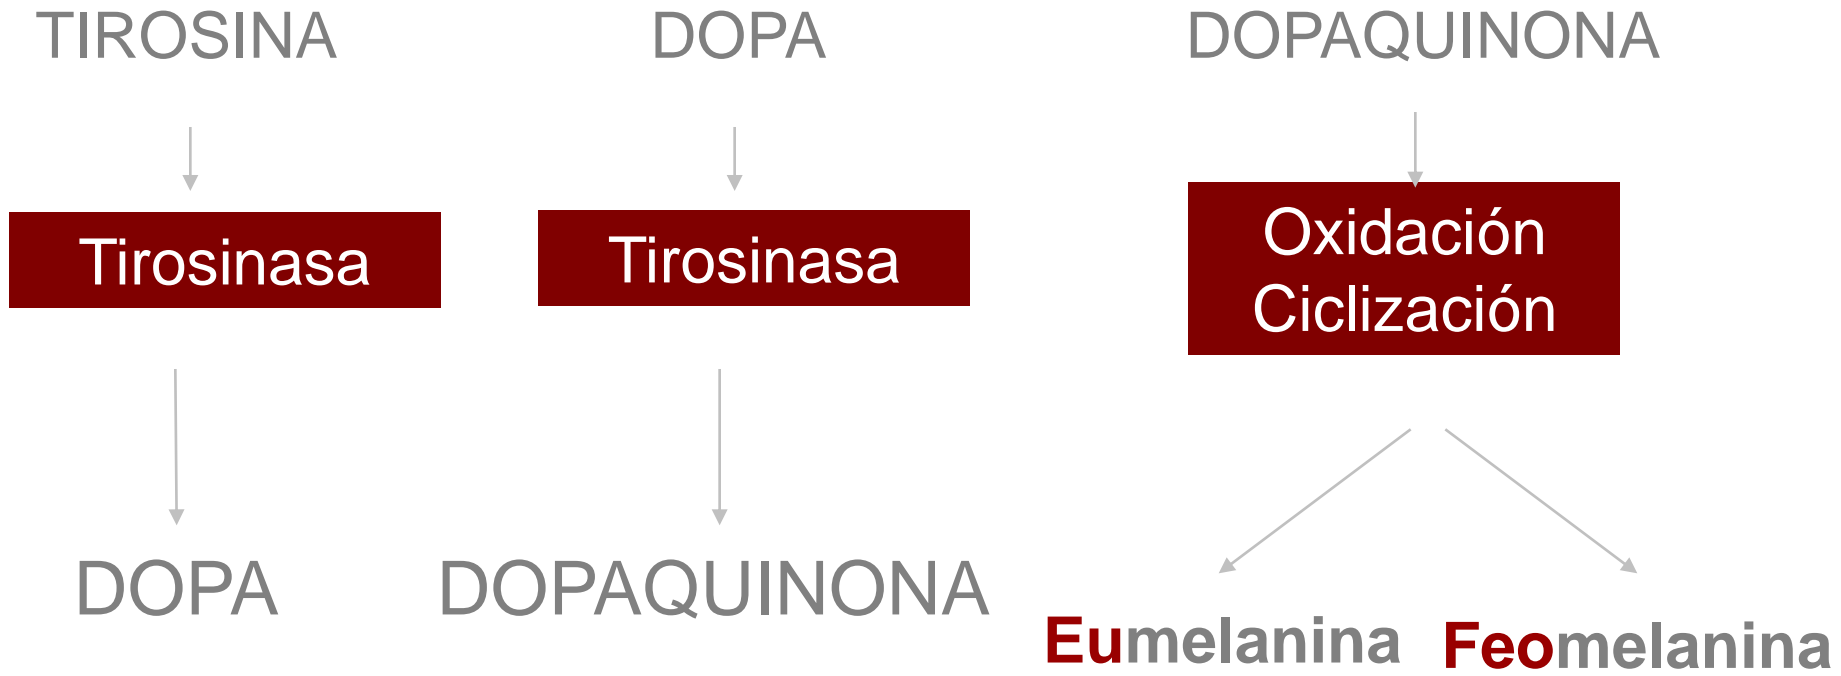 TIROSINA
Tirosinasa
DOPA
DOPA
Tirosinasa
DOPAQUINONA
DOPAQUINONA
Oxidación
Ciclización
Eumelanina
Feomelanina